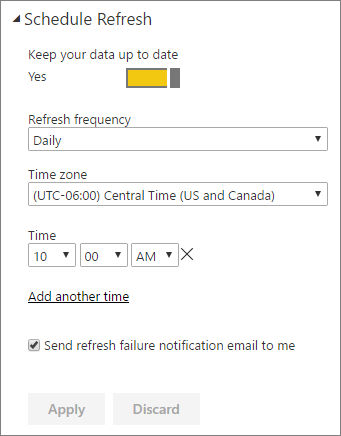 Schedule Refresh
Keep your data up to date
Yes
Refresh frequency
Daily
Time zone
(UTC-06:00) Central Time (US and Canada)
Time
10 00 AM
Add another time
Send refresh failure notification email to me
Apply Discard